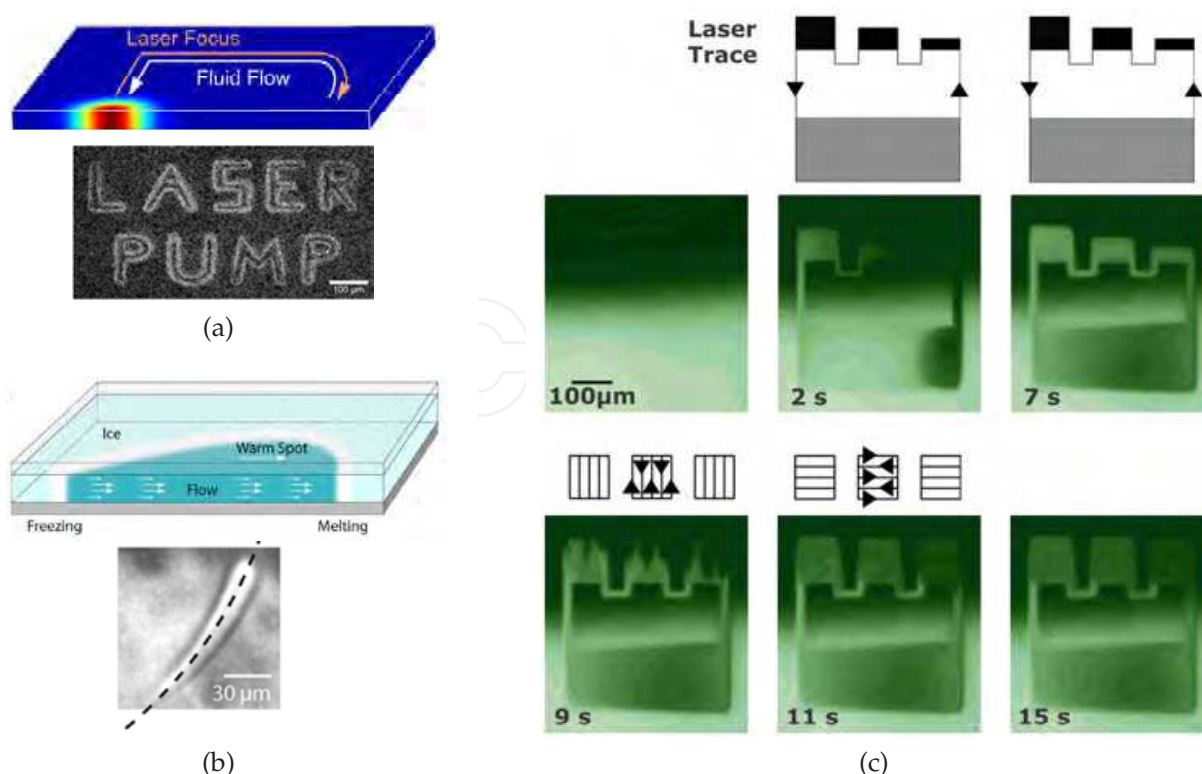 Laser Focus
Fluid Flow
LASER
PUMP
100 µm
(a)
Ice
Warm Spot
Flow
Freezing
Melting
30 µm
(b)
Laser
Trace
100µm
2 s
7 s
9 s
11 s
15 s
(c)